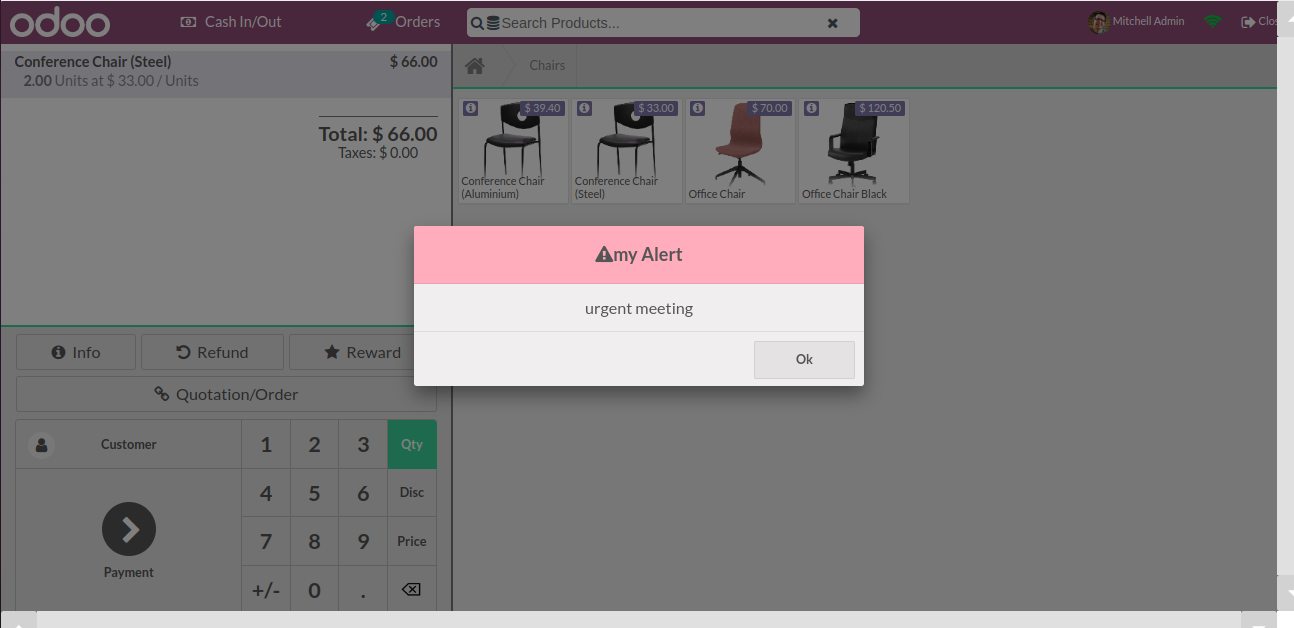 odoo
Cash In/Out
2
Orders
Search Products...
Mitchell Admin
Clos
Conference Chair (Steel)
$ 66.00
2.00 Units at $ 33.00 / Units
Total: $ 66.00
Taxes: $ 0.00
Chairs
$ 39.40
Conference Chair
(Aluminium)
$ 33.00
Conference Chair
(Steel)
$ 70.00
Office Chair
$ 120.50
Office Chair Black
my Alert
urgent meeting
Ok
Info
Refund
Reward
Quotation/Order
Customer
1 2 3 Qty
4 5 6 Disc
7 8 9 Price
+/- 0 .
Payment